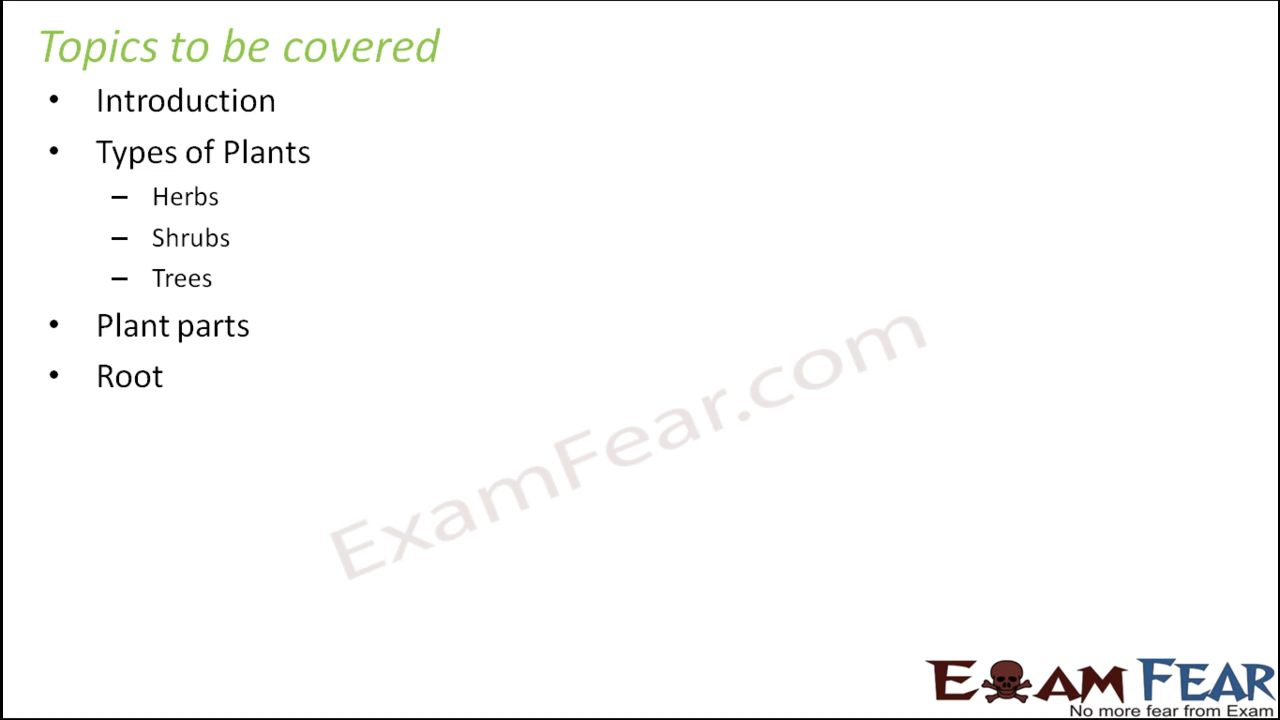 Topics to be covered
• Introduction
• Types of Plants
– Herbs
– Shrubs
– Trees
• Plant parts
• Root
ExamFear.com
EXAM FEAR
No more fear from Exam